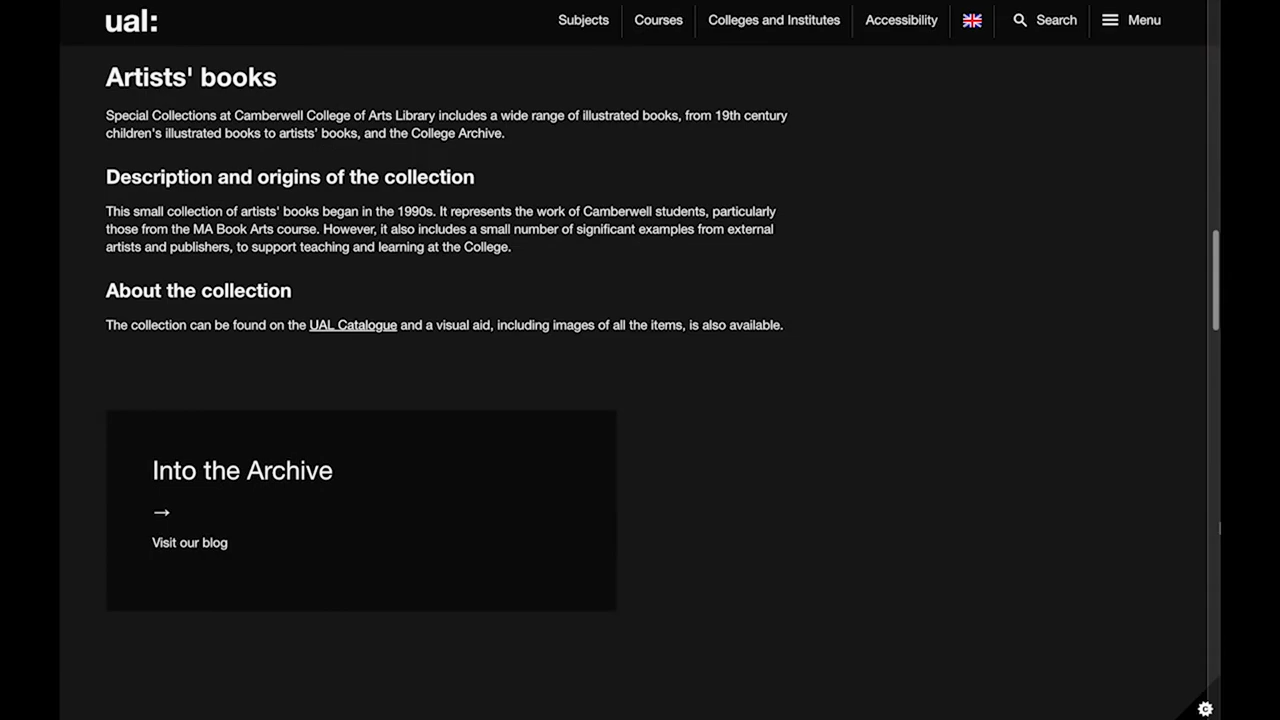 ual:
Subjects
Courses
Colleges and Institutes
Accessibility
Search
Menu
Artists' books
Special Collections at Camberwell College of Arts Library includes a wide range of illustrated books, from 19th century
children's illustrated books to artists' books, and the College Archive.
Description and origins of the collection
This small collection of artists' books began in the 1990s. It represents the work of Camberwell students, particularly
those from the MA Book Arts course. However, it also includes a small number of significant examples from external
artists and publishers, to support teaching and learning at the College.
About the collection
The collection can be found on the UAL Catalogue and a visual aid, including images of all the items, is also available.
Into the Archive
→
Visit our blog